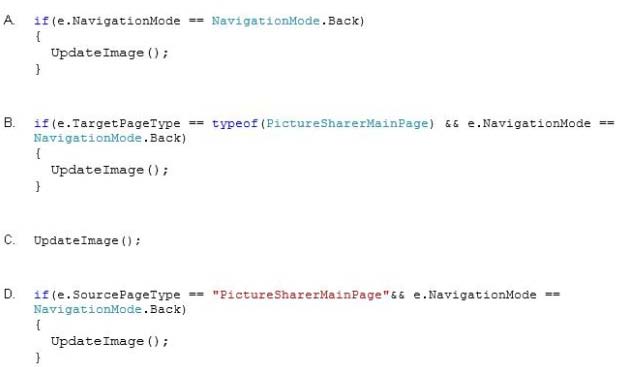 A. if(e.NavigationMode == NavigationMode.Back)
{
UpdateImage();
}
B. if(e.TargetPageType == typeof(PictureSharerMainPage) && e.NavigationMode ==
NavigationMode.Back)
{
UpdateImage();
}
C. UpdateImage();
D. if(e.SourcePageType == "PictureSharerMainPage"&& e.NavigationMode ==
NavigationMode.Back)
{
UpdateImage();
}